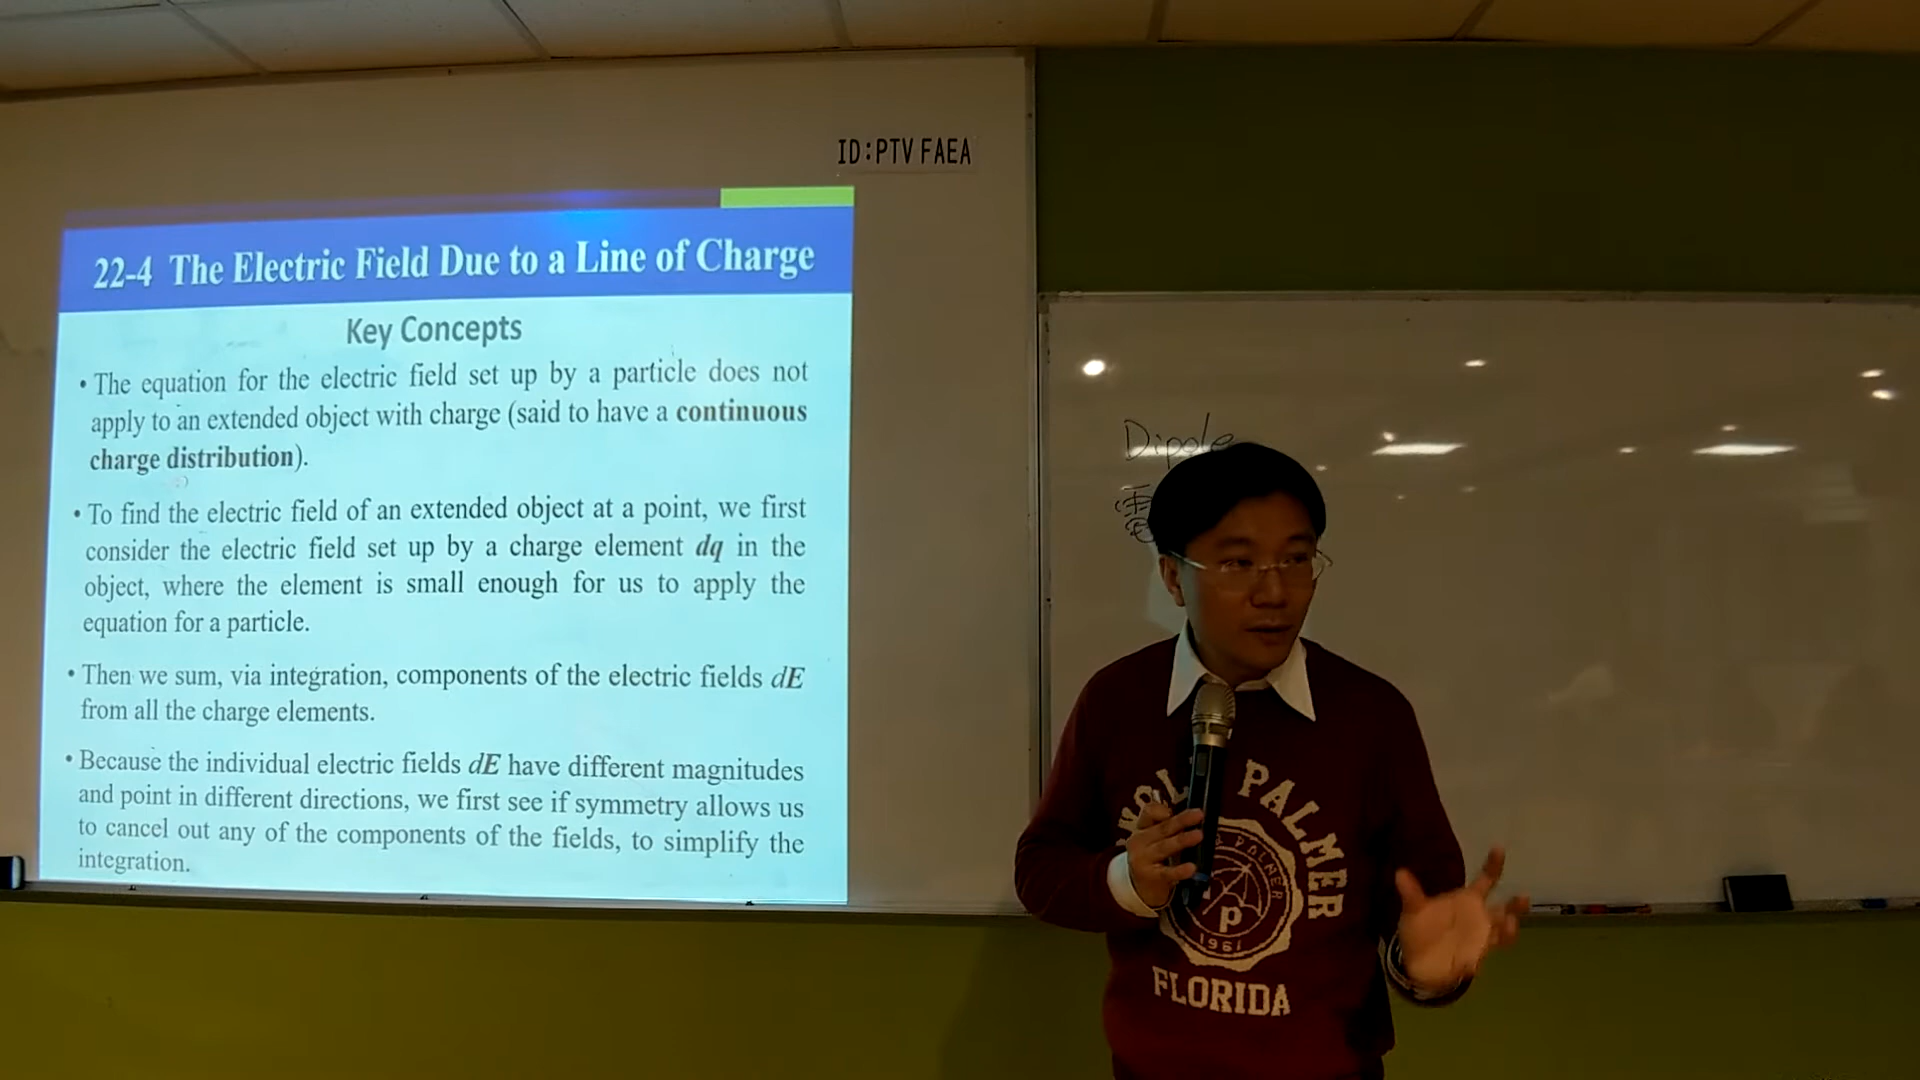 ID:PTV FAEA
22-4 The Electric Field Due to a Line of Charge
Key Concepts
• The equation for the electric field set up by a particle does not
apply to an extended object with charge (said to have a continuous
charge distribution).
• To find the electric field of an extended object at a point, we first
consider the electric field set up by a charge element dq in the
object, where the element is small enough for us to apply the
equation for a particle.
• Then we sum, via integration, components of the electric fields dE
from all the charge elements.
• Because the individual electric fields dE have different magnitudes
and point in different directions, we first see if symmetry allows us
to cancel out any of the components of the fields, to simplify the
integration.
Dipole
PALMER
P
1961
FLORIDA